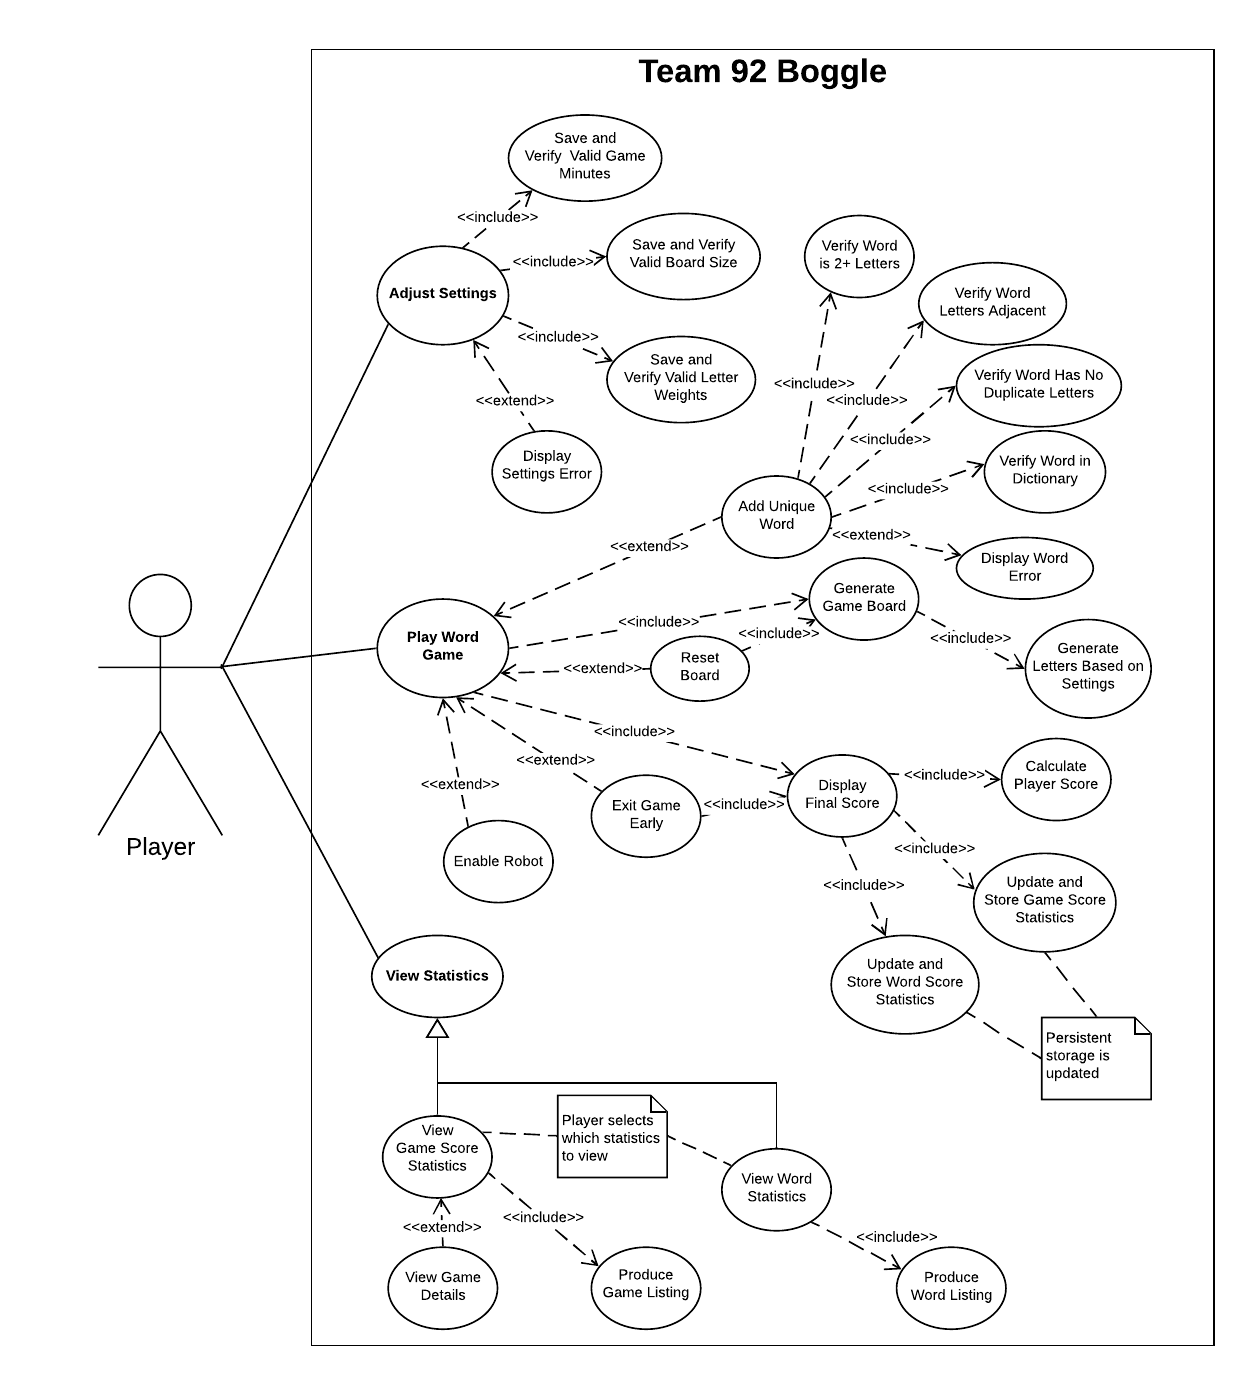 Team 92 Boggle
Save and
Verify  Valid Game
Minutes
<<include>>
Save and Verify
Valid Board Size
<<include>>
Adjust Settings
<<include>>
Save and
Verify Valid Letter
Weights
<<extend>>
Display
Settings Error
Verify Word
is 2+ Letters
Verify Word
Letters Adjacent
Verify Word Has No
Duplicate Letters
Verify Word in
Dictionary
<<include>>
<<include>>
<<include>>
<<include>>
Add Unique
Word
<<extend>>
Display Word
Error
<<extend>>
Generate
Game Board
Play Word
Game
<<include>>
<<include>>
<<include>>
Reset
Board
<<extend>>
Generate
Letters Based on
Settings
<<include>>
<<extend>>
<<extend>>
Exit Game
Early
<<include>>
Display
Final Score
<<include>>
Calculate
Player Score
Player
Enable Robot
<<include>>
<<include>>
Update and
Store Game Score
Statistics
View Statistics
Update and
Store Word Score
Statistics
Persistent
storage is
updated
View
Game Score
Statistics
Player selects
which statistics
to view
View Word
Statistics
<<extend>>
<<include>>
<<include>>
View Game
Details
Produce
Game Listing
Produce
Word Listing